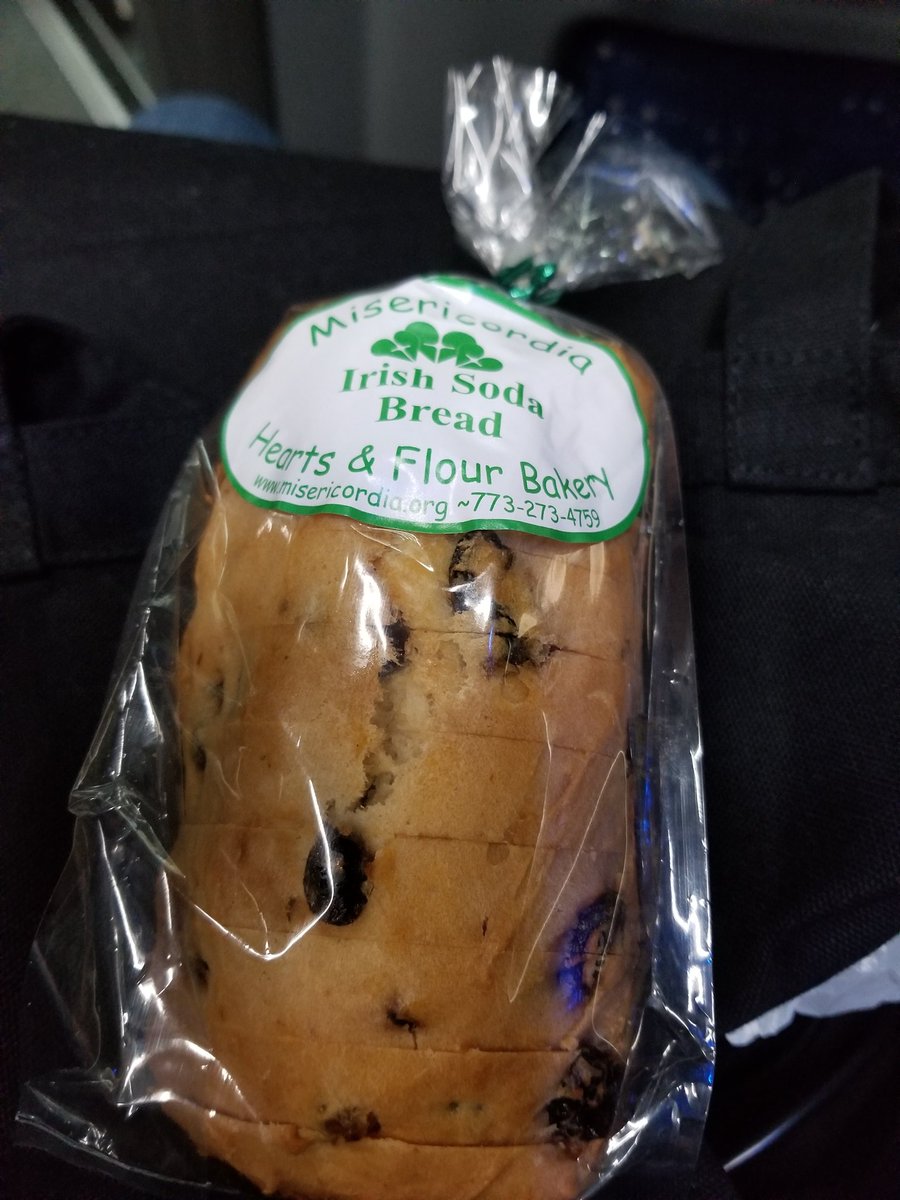 Misericordia
Irish Soda
Bread
Hearts & Flour Bakery
www.misericordia.org ~773-273-4759